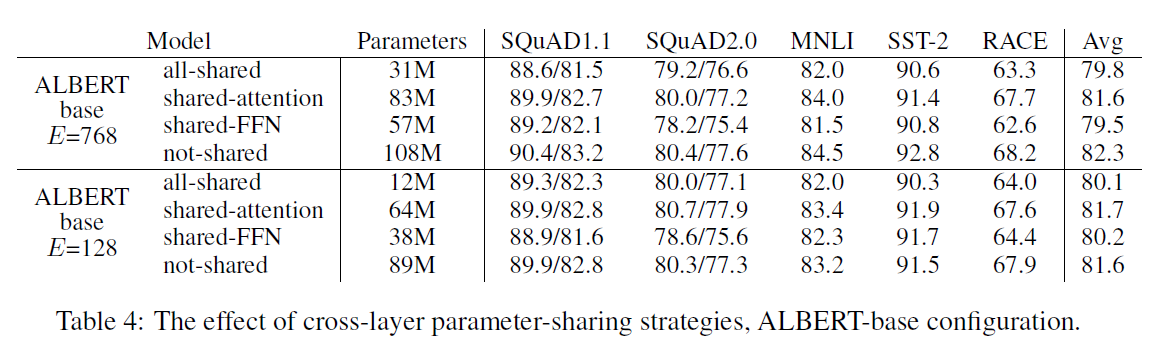 Model Parameters SQuAD1.1 SQuAD2.0 MNLI SST-2 RACE Avg
ALBERT base E=768
all-shared 31M 88.6/81.5 79.2/76.6 82.0 90.6 63.3 79.8
shared-attention 83M 89.9/82.7 80.0/77.2 84.0 91.4 67.7 81.6
shared-FFN 57M 89.2/82.1 78.2/75.4 81.5 90.8 62.6 79.5
not-shared 108M 90.4/83.2 80.4/77.6 84.5 92.8 68.2 82.3
ALBERT base E=128
all-shared 12M 89.3/82.3 80.0/77.1 82.0 90.3 64.0 80.1
shared-attention 64M 89.9/82.8 80.7/77.9 83.4 91.9 67.6 81.7
shared-FFN 38M 88.9/81.6 78.6/75.6 82.3 91.7 64.4 80.2
not-shared 89M 89.9/82.8 80.3/77.3 83.2 91.5 67.9 81.6
Table 4: The effect of cross-layer parameter-sharing strategies, ALBERT-base configuration.